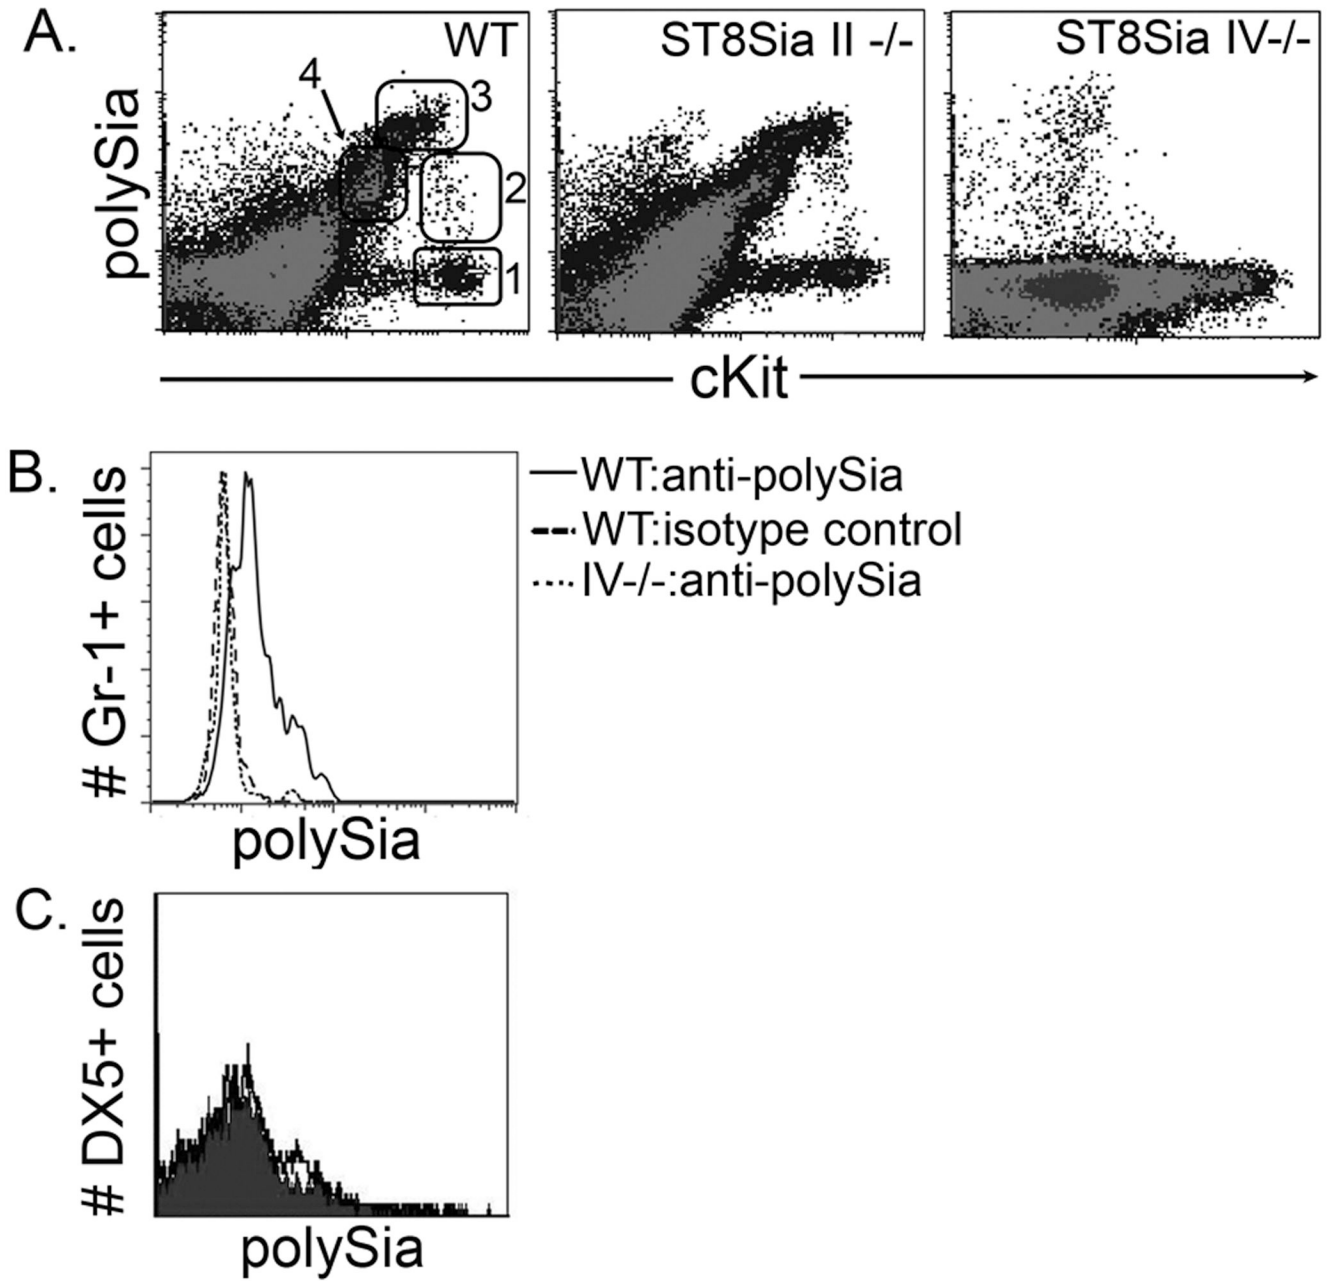 A.
WT
ST8Sia II -/-
ST8Sia IV-/-
4
3
2
1
polySia
cKit
B.
# Gr-1+ cells
WT:anti-polySia
WT:isotype control
IV-/-:anti-polySia
polySia
C.
# DX5+ cells
polySia